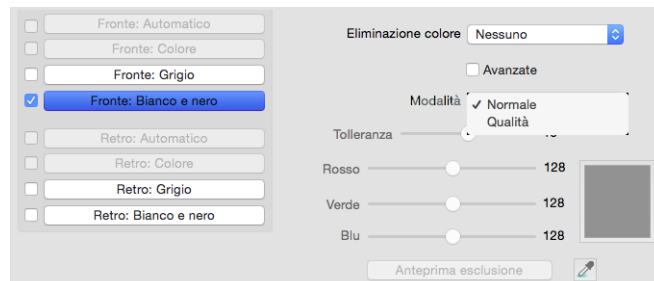 Fronte: Automatico
Fronte: Colore
Fronte: Grigio
Fronte: Bianco e nero
Retro: Automatico
Retro: Colore
Retro: Grigio
Retro: Bianco e nero
Eliminazione colore Nessuno
Avanzate
Modalità ✓ Normale
Qualità
Tolleranza
Rosso 128
Verde 128
Blu 128
Anteprima esclusione